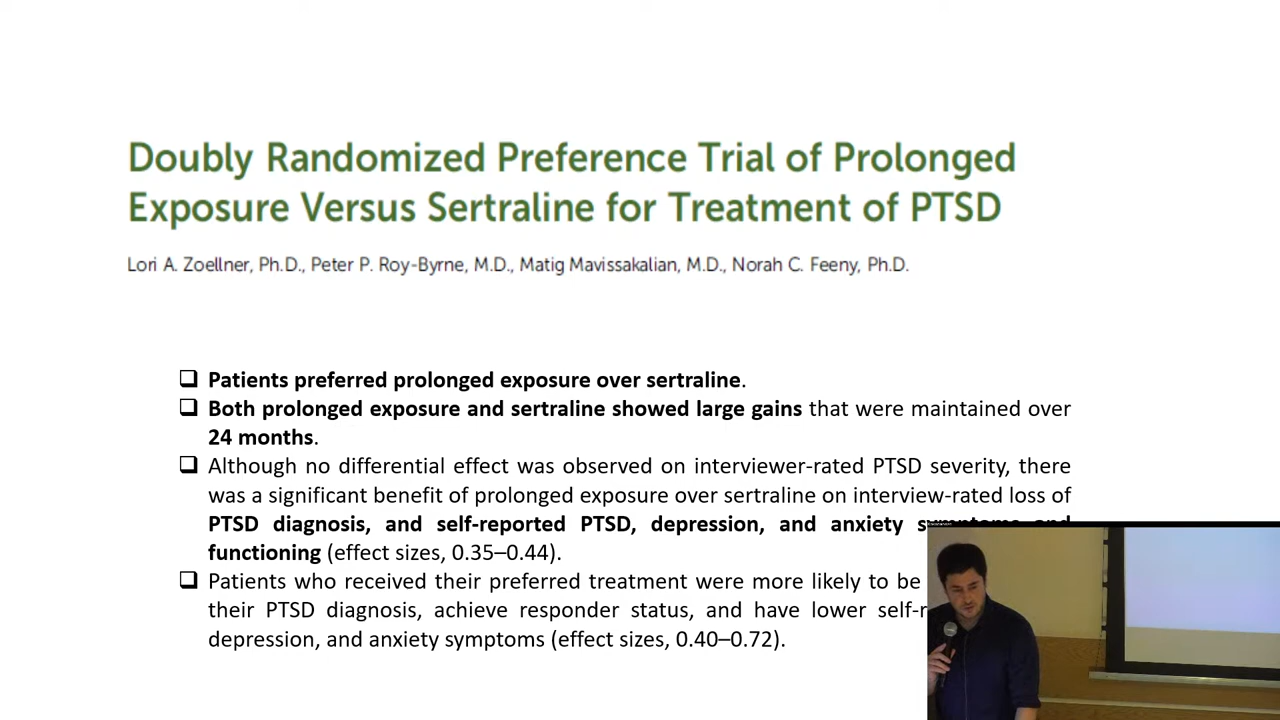 Doubly Randomized Preference Trial of Prolonged
Exposure Versus Sertraline for Treatment of PTSD
Lori A. Zoellner, Ph.D., Peter P. Roy-Byrne, M.D., Matig Mavissakalian, M.D., Norah C. Feeny, Ph.D.
❑ Patients preferred prolonged exposure over sertraline.
❑ Both prolonged exposure and sertraline showed large gains that were maintained over
24 months.
❑ Although no differential effect was observed on interviewer-rated PTSD severity, there
was a significant benefit of prolonged exposure over sertraline on interview-rated loss of
PTSD diagnosis, and self-reported PTSD, depression, and anxiety symptoms and
functioning (effect sizes, 0.35–0.44).
❑ Patients who received their preferred treatment were more likely to be
their PTSD diagnosis, achieve responder status, and have lower
depression, and anxiety symptoms (effect sizes, 0.40–0.72).